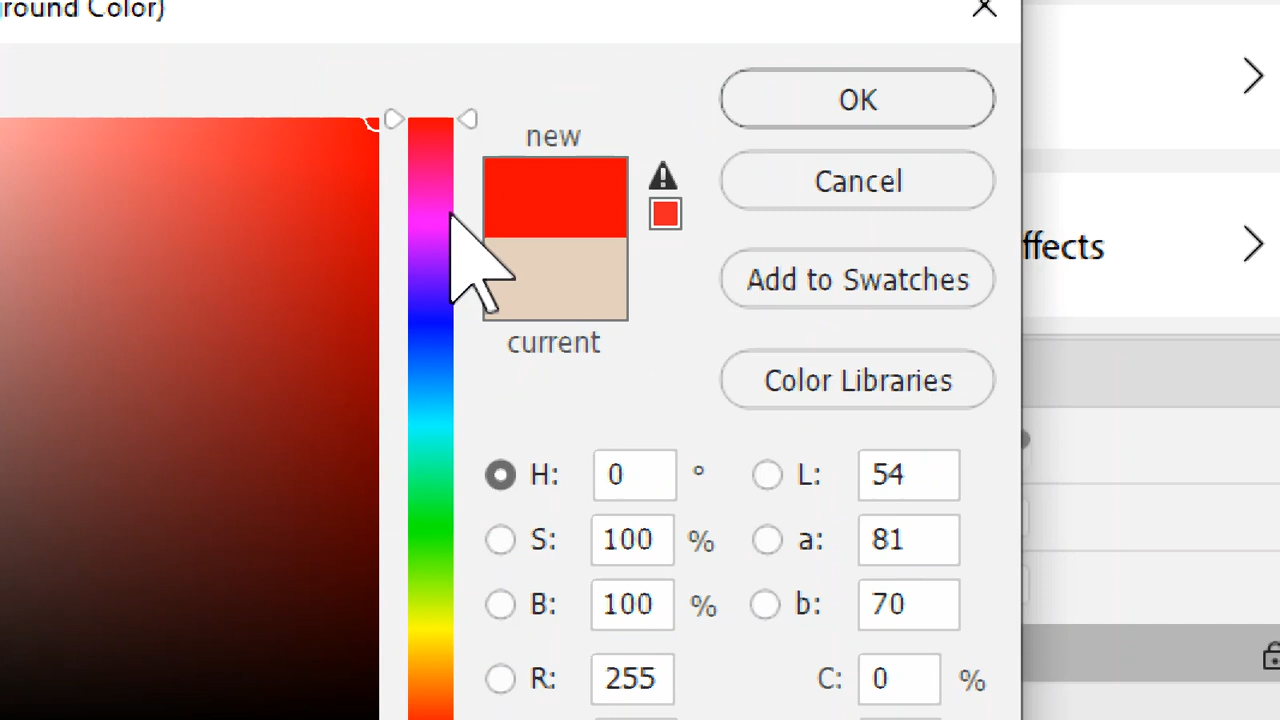 round Color)
OK
new
Cancel
ffects
Add to Swatches
current
Color Libraries
H: 0 ° L: 54
S: 100 % a: 81
B: 100 % b: 70
R: 255 C: 0 %